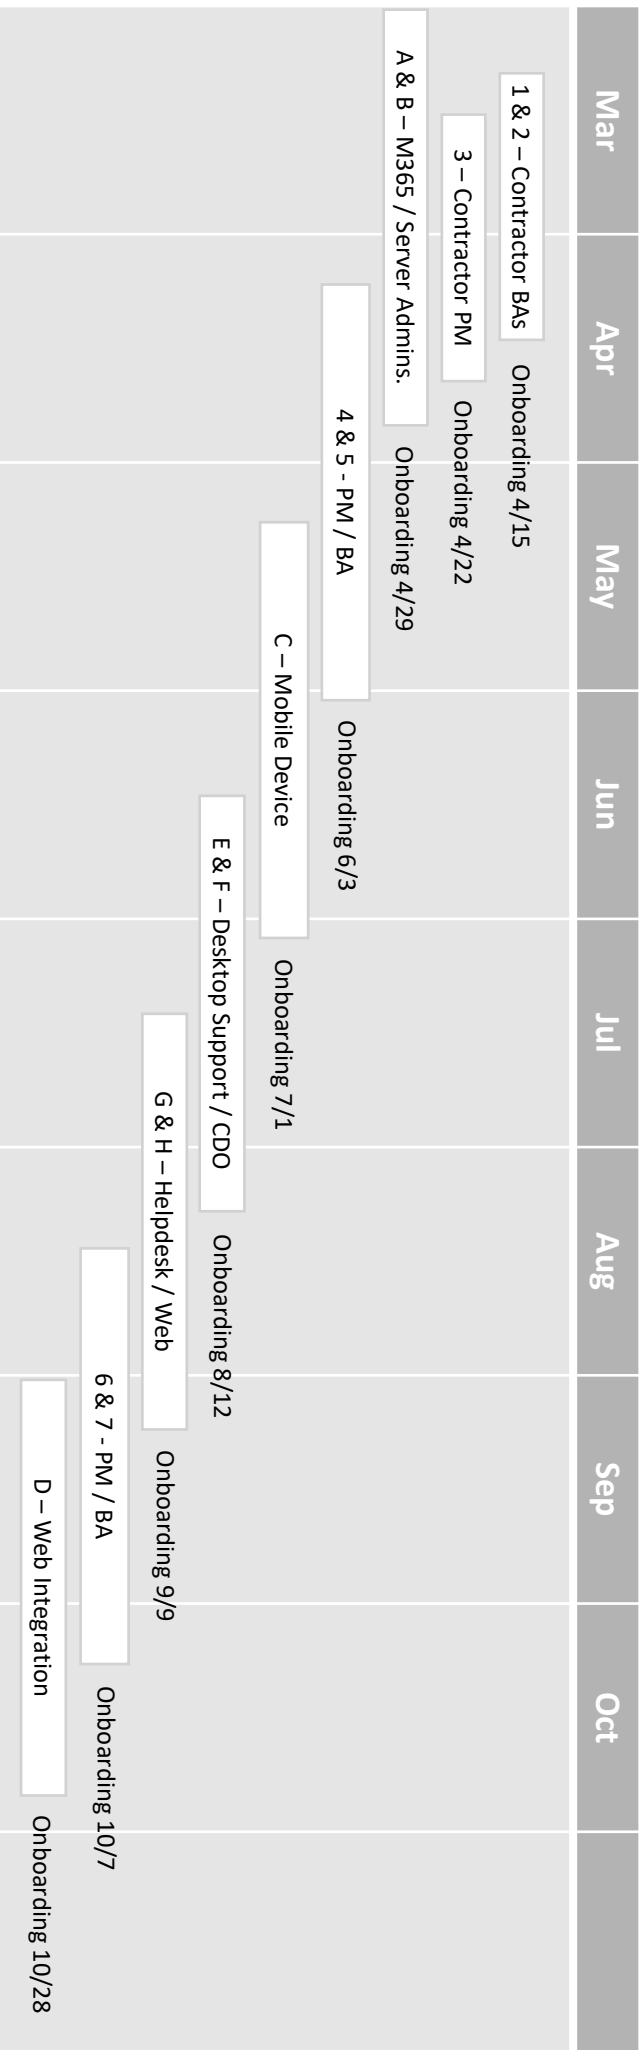 Mar
Apr
May
Jun
Jul
Aug
Sep
Oct
1 & 2 – Contractor BAs
Onboarding 4/15
3 – Contractor PM
Onboarding 4/22
A & B – M365 / Server Admins.
Onboarding 4/29
4 & 5 - PM / BA
Onboarding 6/3
C – Mobile Device
Onboarding 7/1
E & F – Desktop Support / CDO
Onboarding 8/12
G & H – Helpdesk / Web
Onboarding 9/9
6 & 7 - PM / BA
Onboarding 10/7
D – Web Integration
Onboarding 10/28